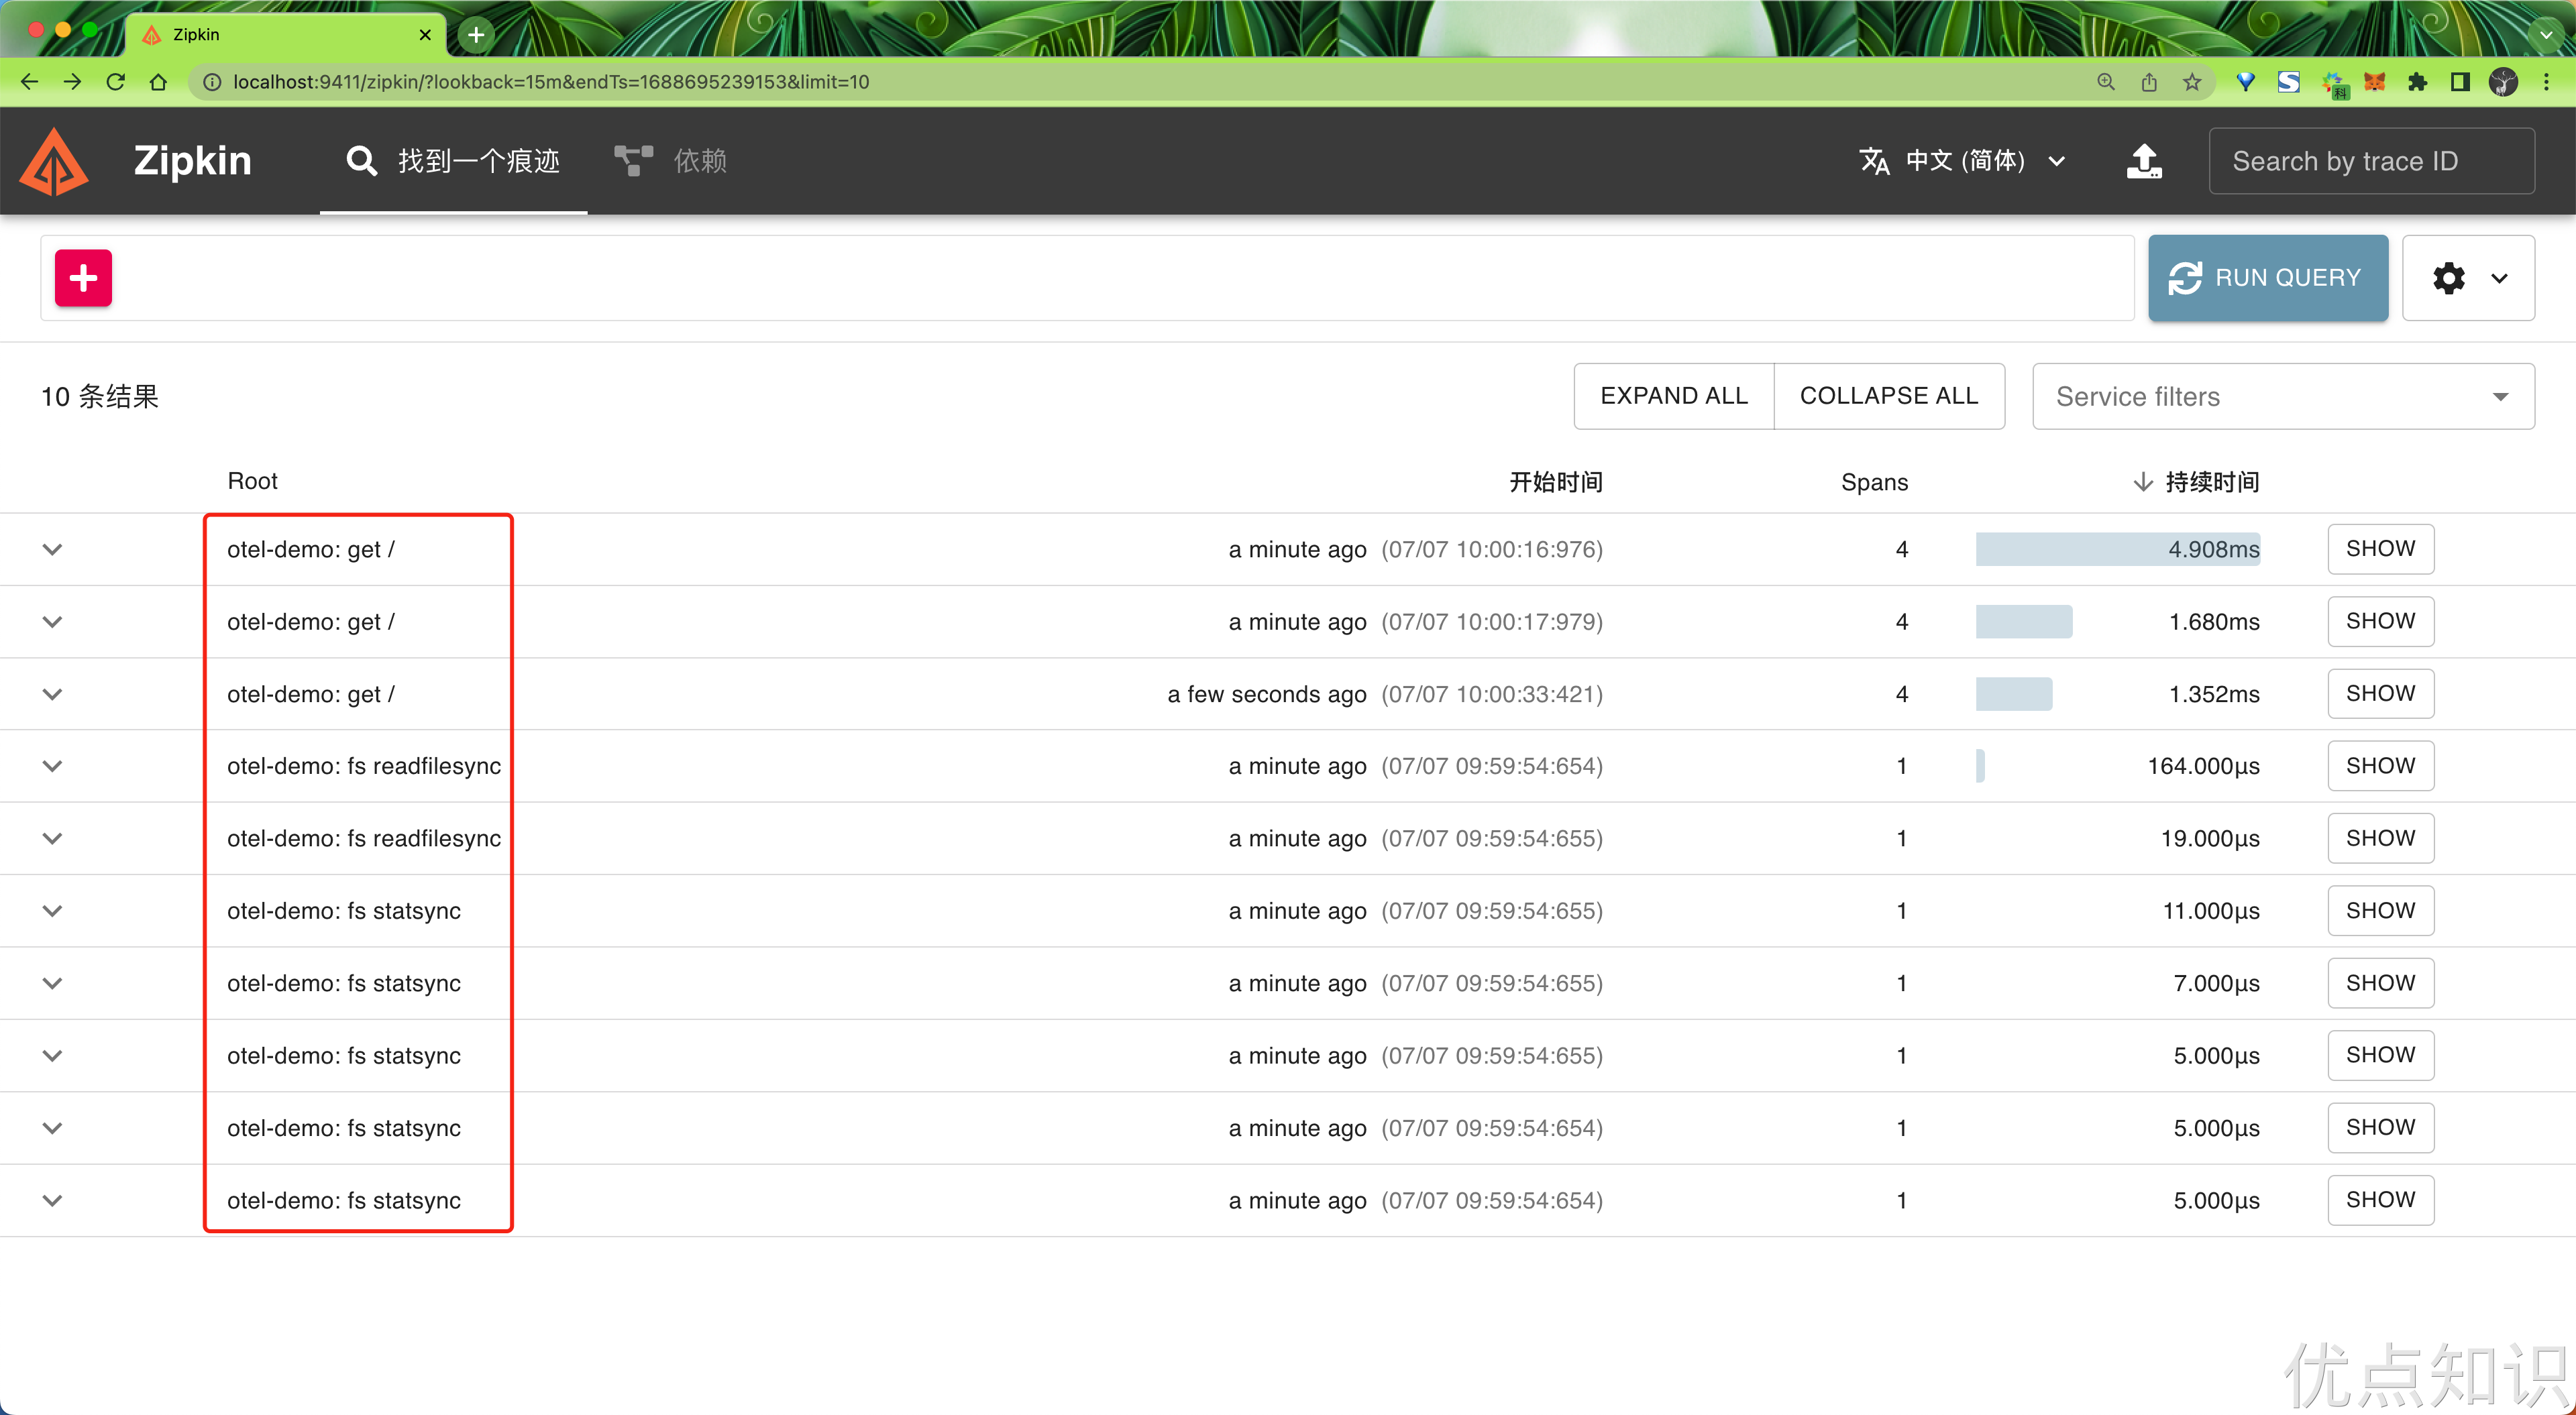 Zipkin
localhost:9411/zipkin/?lookback=15m&endTs=1688695239153&limit=10
科
Zipkin 找到一个痕迹 依赖 中文 (简体) Search by trace ID
RUN QUERY
10 条结果 EXPAND ALL COLLAPSE ALL Service filters
Root 开始时间 Spans 持续时间
otel-demo: get / a minute ago (07/07 10:00:16:976) 4 4.908ms SHOW
otel-demo: get / a minute ago (07/07 10:00:17:979) 4 1.680ms SHOW
otel-demo: get / a few seconds ago (07/07 10:00:33:421) 4 1.352ms SHOW
otel-demo: fs readfilesync a minute ago (07/07 09:59:54:654) 1 164.000μs SHOW
otel-demo: fs readfilesync a minute ago (07/07 09:59:54:655) 1 19.000μs SHOW
otel-demo: fs statsync a minute ago (07/07 09:59:54:655) 1 11.000μs SHOW
otel-demo: fs statsync a minute ago (07/07 09:59:54:655) 1 7.000μs SHOW
otel-demo: fs statsync a minute ago (07/07 09:59:54:655) 1 5.000μs SHOW
otel-demo: fs statsync a minute ago (07/07 09:59:54:654) 1 5.000μs SHOW
otel-demo: fs statsync a minute ago (07/07 09:59:54:654) 1 5.000μs SHOW
优点知识